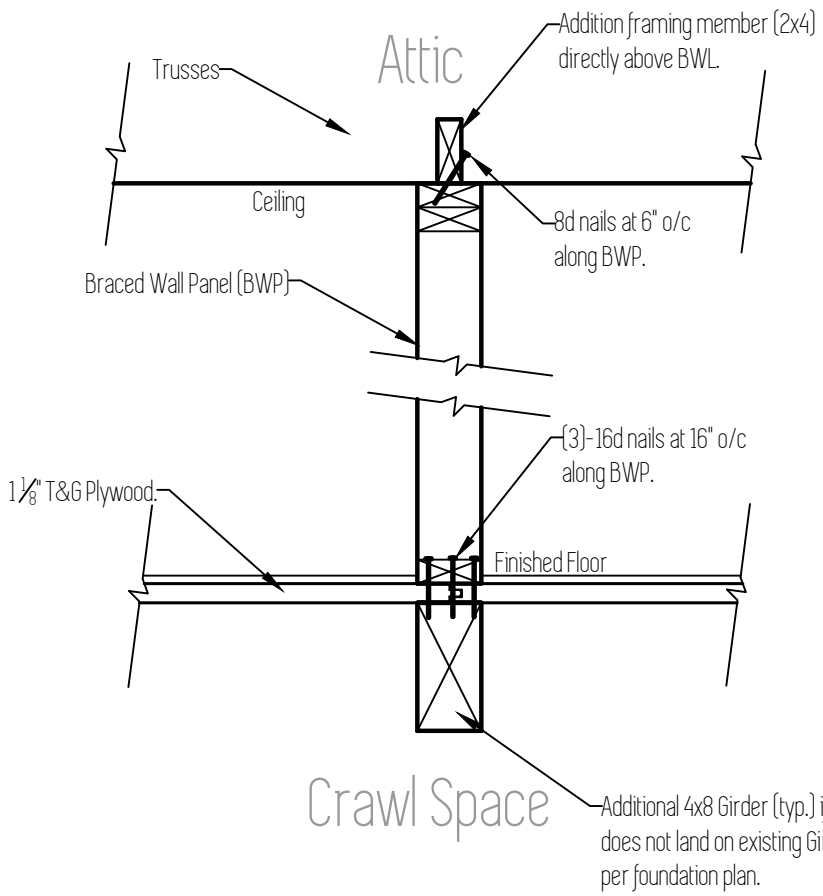 Attic
Addition framing member (2x4)
directly above BWL.
Trusses
Ceiling
8d nails at 6" o/c
along BWP.
Braced Wall Panel (BWP)
(3)-16d nails at 16" o/c
along BWP.
1 1/8" T&G Plywood.
Finished Floor
Crawl Space
Additional 4x8 Girder (typ.)
does not land on existing
per foundation plan.